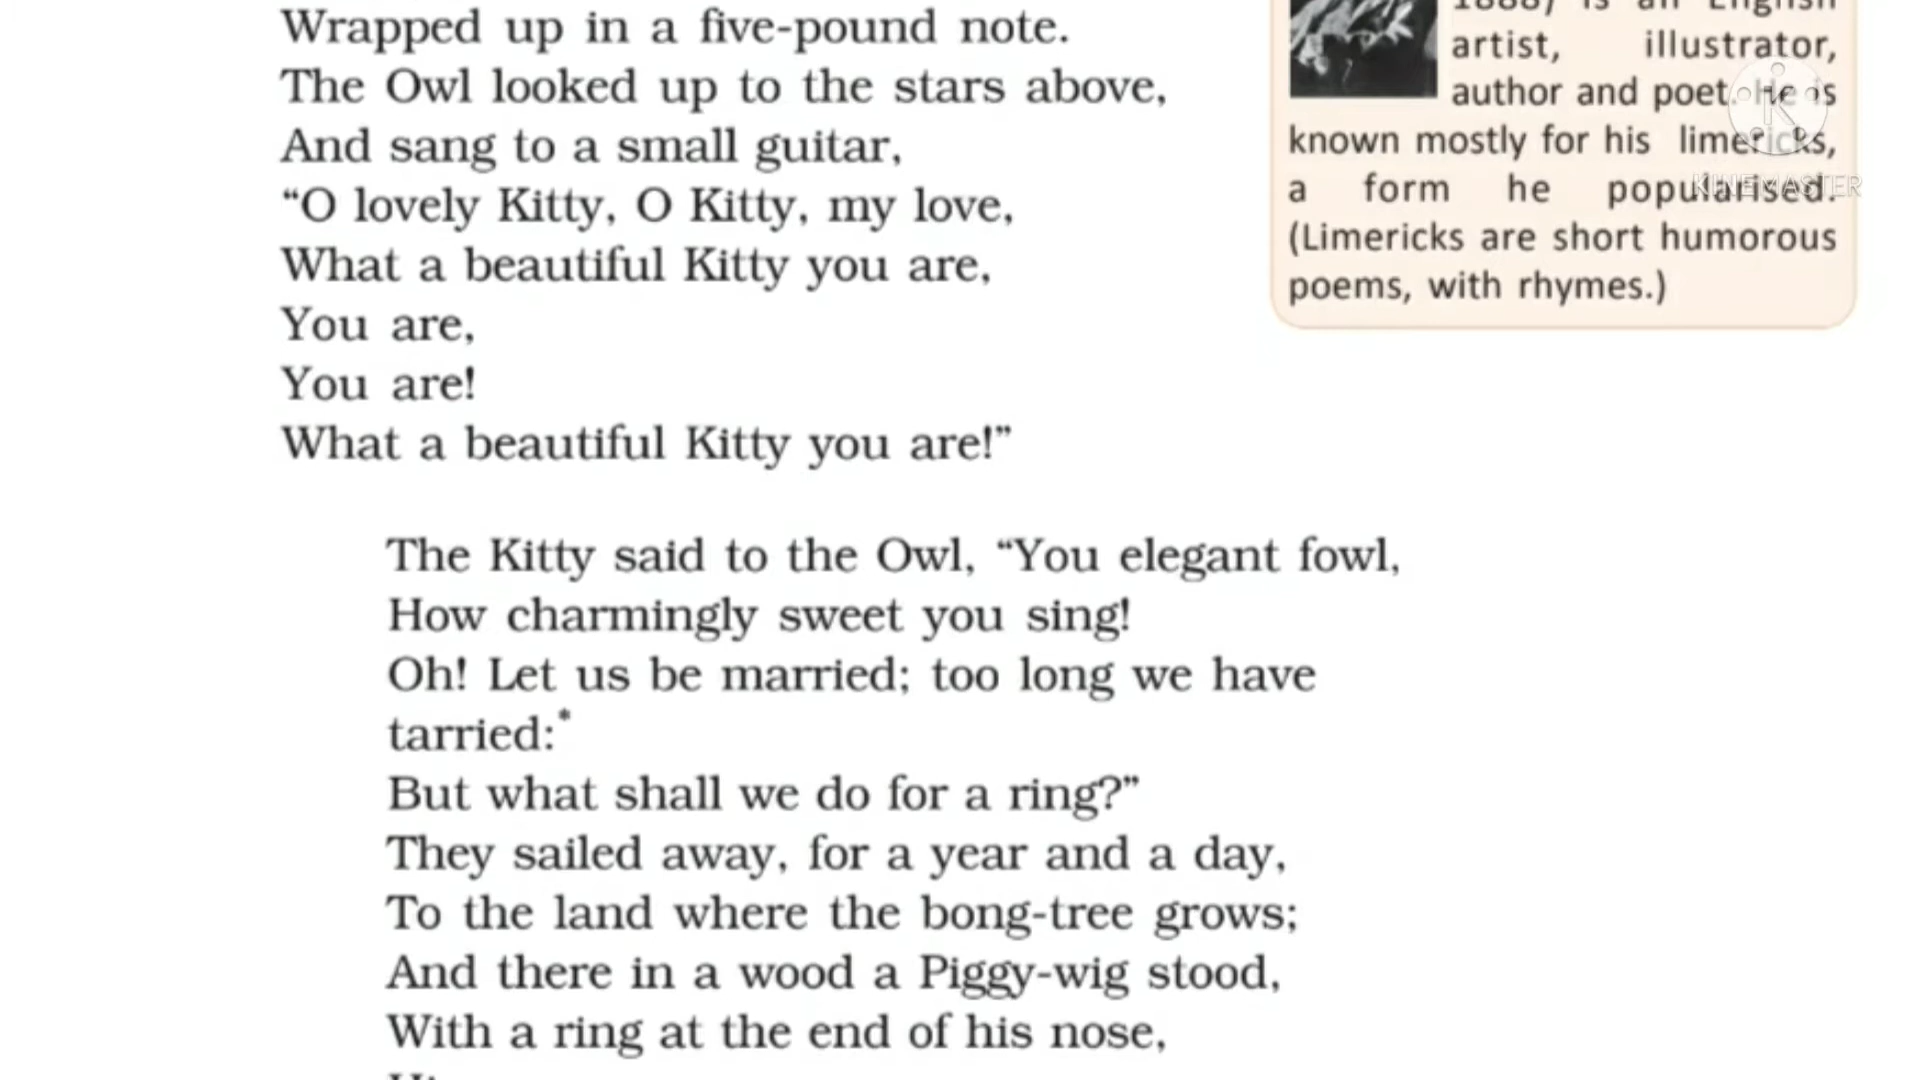 Wrapped up in a five-pound note.
The Owl looked up to the stars above,
And sang to a small guitar,
“O lovely Kitty, O Kitty, my love,
What a beautiful Kitty you are,
You are,
You are!
What a beautiful Kitty you are!”
The Kitty said to the Owl, “You elegant fowl,
How charmingly sweet you sing!
Oh! Let us be married; too long we have
tarried:*
But what shall we do for a ring?”
They sailed away, for a year and a day,
To the land where the bong-tree grows;
And there in a wood a Piggy-wig stood,
With a ring at the end of his nose,
1888) is an English
artist, illustrator,
author and poet. He is
known mostly for his limericks,
a form he popularised.
(Limericks are short humorous
poems, with rhymes.)
K
KINEMASTER